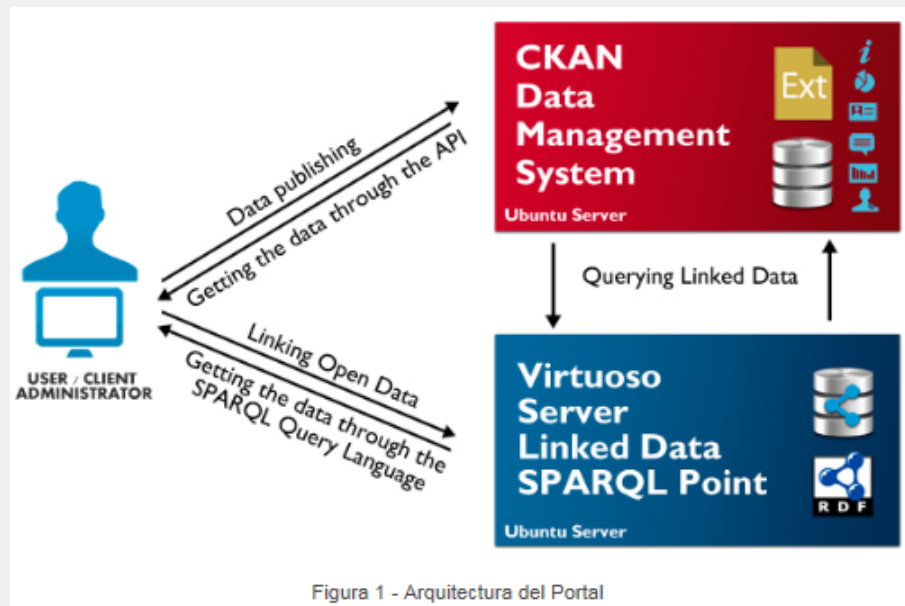 CKAN
Data
Management
System
Ubuntu Server
Ext
i
Data publishing
Getting the data through the API
Querying Linked Data
USER / CLIENT
ADMINISTRATOR
Linking Open Data
Getting the data through the
SPARQL Query Language
Virtuoso
Server
Linked Data
SPARQL Point
Ubuntu Server
RDF
Figura 1 - Arquitectura del Portal